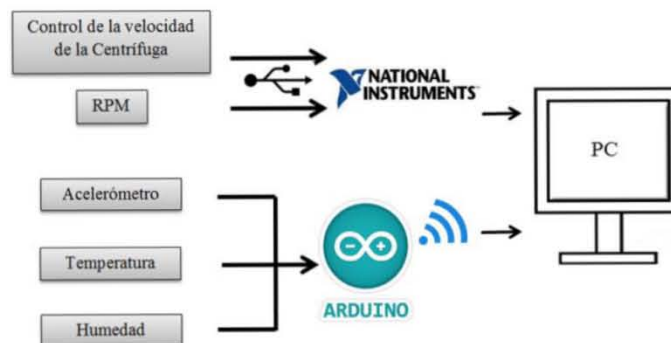 Control de la velocidad
de la Centrífuga
RPM
NATIONAL
INSTRUMENTS
PC
Acelerómetro
Temperatura
Humedad
ARDUINO